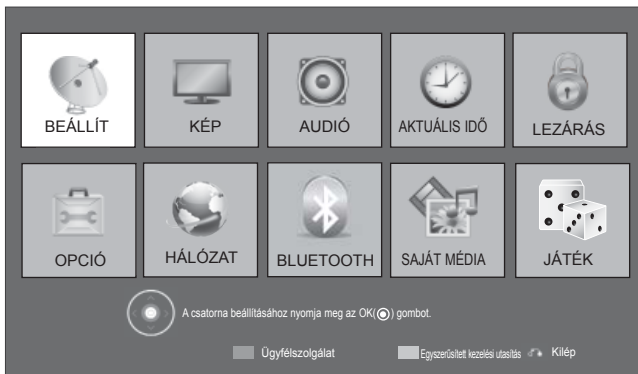 BEÁLLÍT
KÉP
AUDIÓ
AKTUÁLIS IDŐ
LEZÁRÁS
OPCIÓ
HÁLÓZAT
BLUETOOTH
SAJÁT MÉDIA
JÁTÉK
A csatorna beállításához nyomja meg az OK(◉) gombot.
Ügyfélszolgálat
Egyszerűsített kezelési utasítás
Kilép